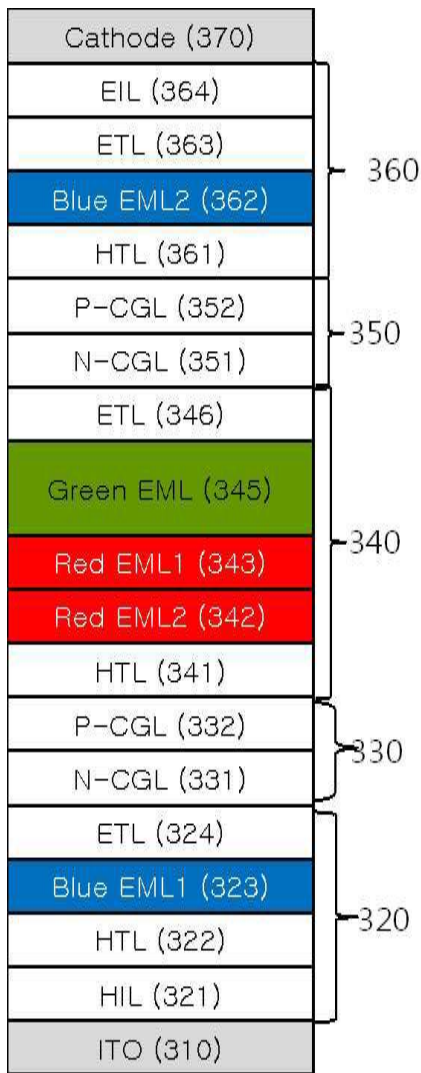 Cathode (370)
EIL (364)
ETL (363)
Blue EML2 (362)
HTL (361)
360
P-CGL (352)
N-CGL (351)
350
ETL (346)
Green EML (345)
Red EML1 (343)
Red EML2 (342)
HTL (341)
340
P-CGL (332)
N-CGL (331)
330
ETL (324)
Blue EML1 (323)
HTL (322)
HIL (321)
320
ITO (310)